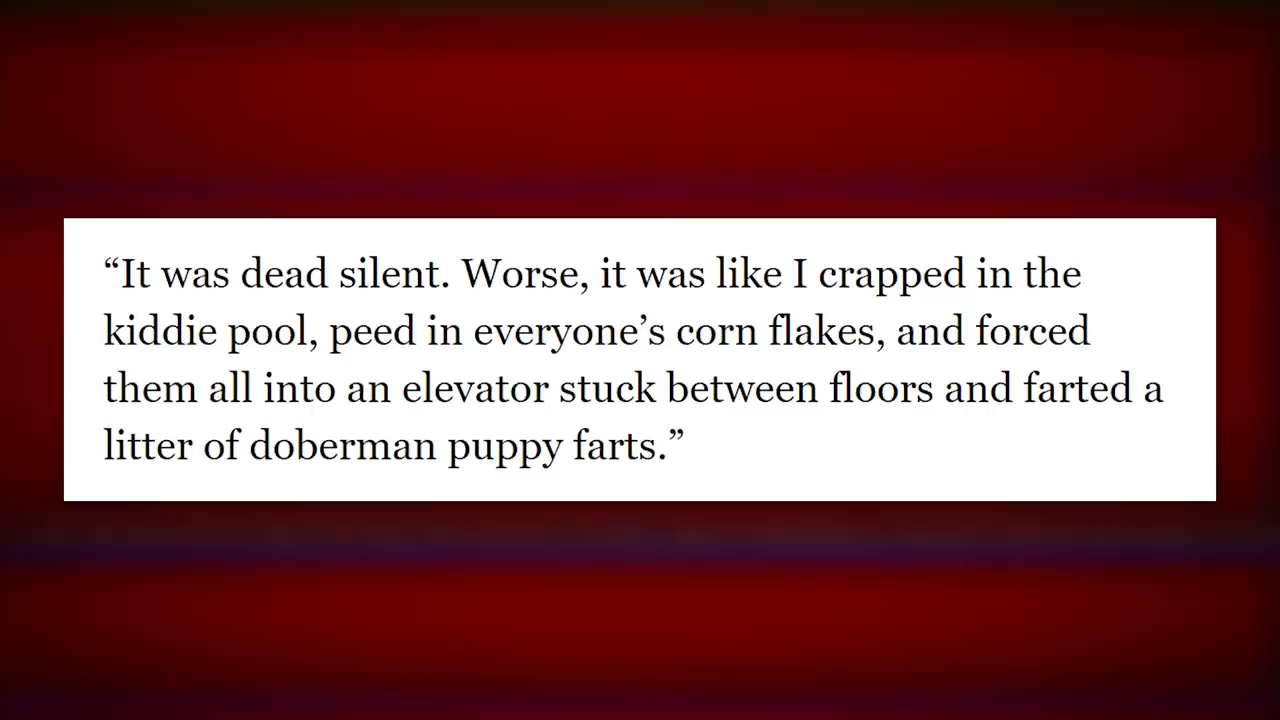 “It was dead silent. Worse, it was like I crapped in the
kiddie pool, peed in everyone’s corn flakes, and forced
them all into an elevator stuck between floors and farted a
litter of doberman puppy farts.”